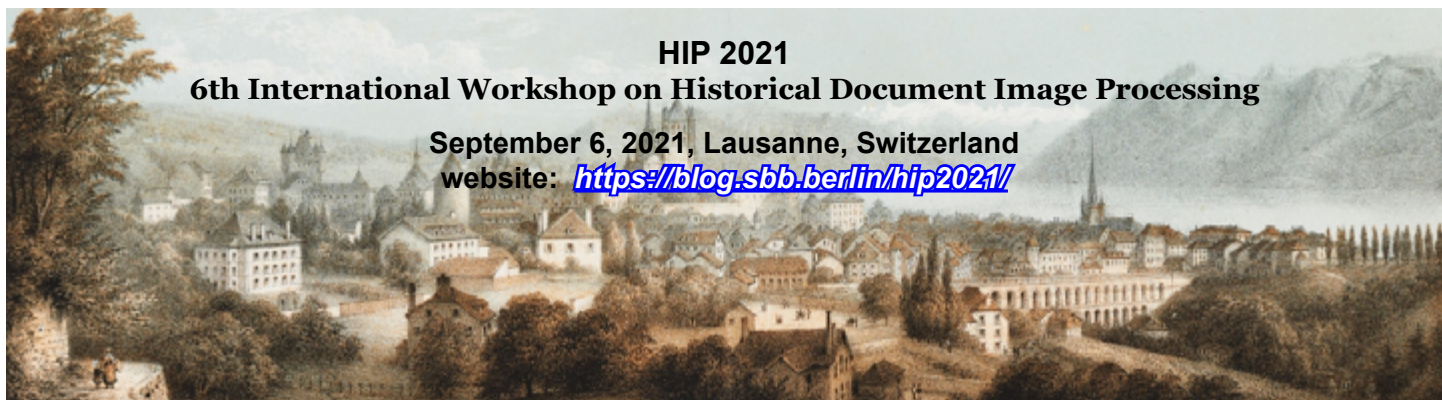 HIP 2021
6th International Workshop on Historical Document Image Processing
September 6, 2021, Lausanne, Switzerland
website: https://blog.sbb.berlin/hip2021/